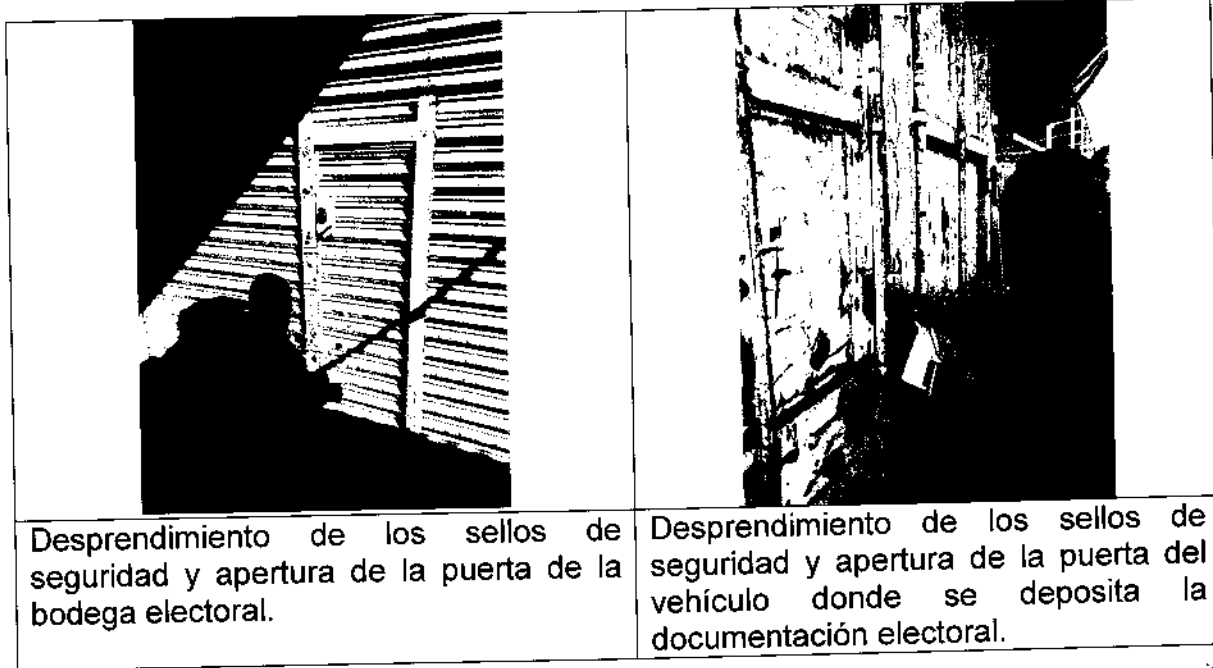 Desprendimiento de los sellos de
seguridad y apertura de la puerta de la
bodega electoral.
Desprendimiento de los sellos de
seguridad y apertura de la puerta del
vehículo donde se deposita la
documentación electoral.